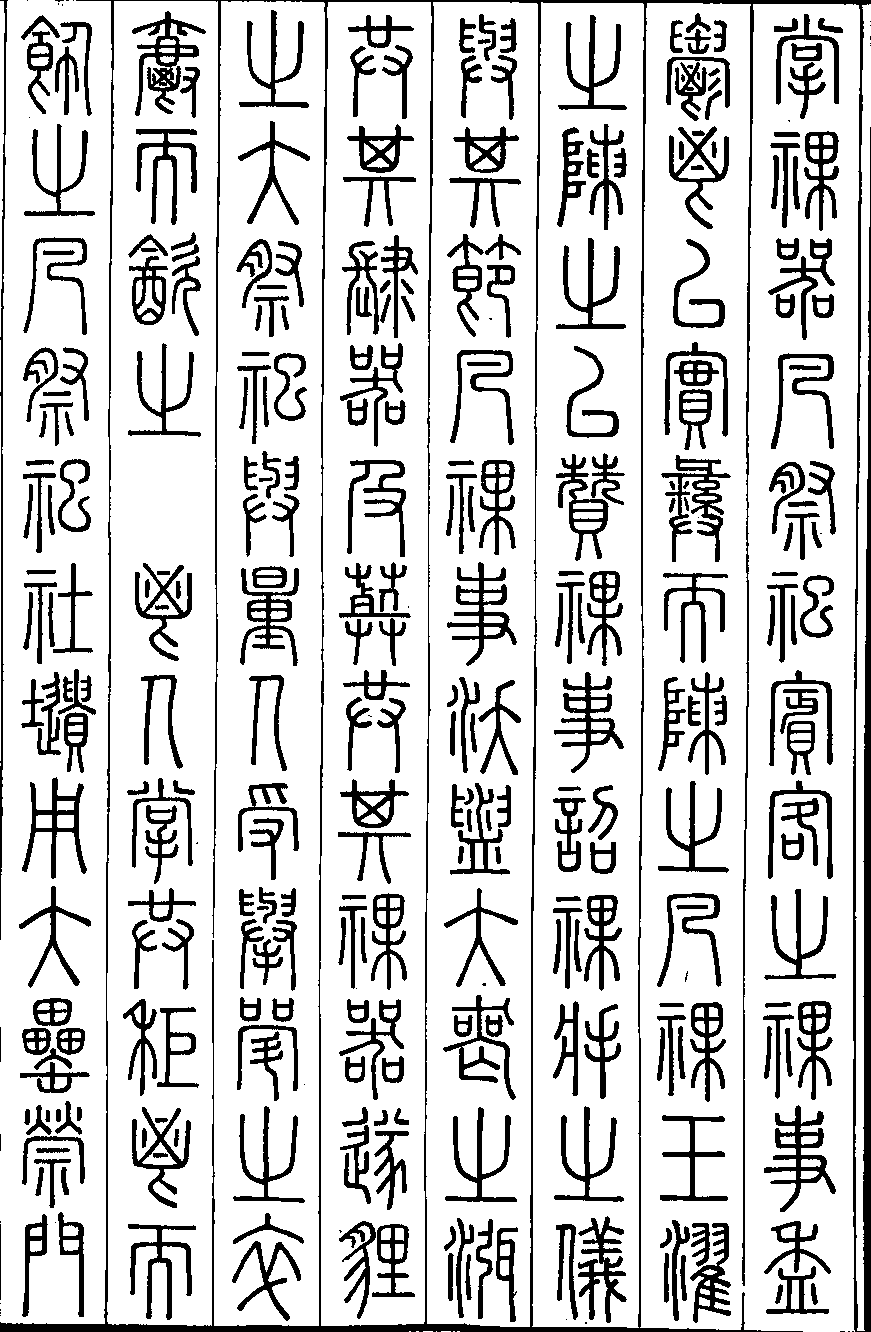 掌祼器凡祭祀賓客之祼事盉
鬱鬯以實彝而陳之凡祼玉濯
之陳之以贊祼事詔祼將之儀
與其節凡祼事沃盥大喪之渳
共其肆器及葬共其祼器遂貍
之大祭祀與量人受舉斝之卒
爵而飲之　鬯人掌共秬鬯而
飾之凡祭祀社壝用大罍禜門